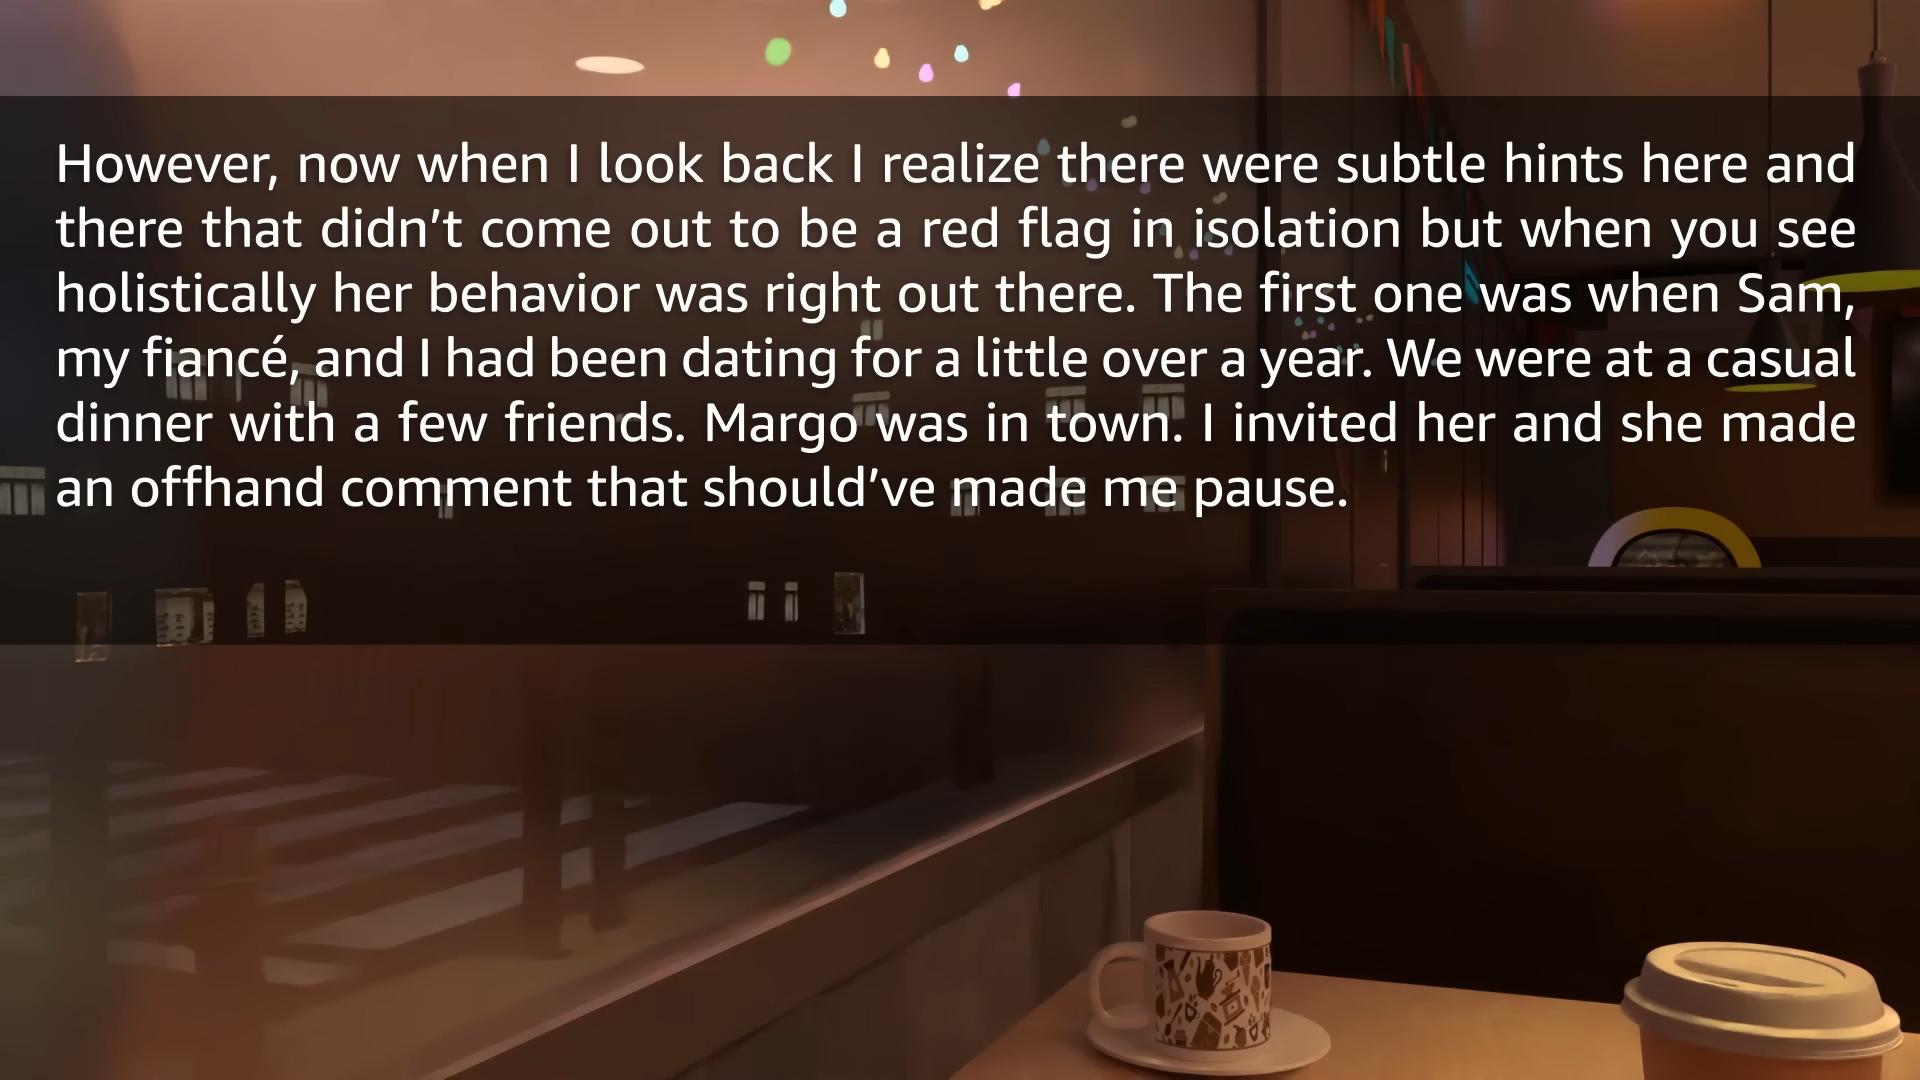 However, now when I look back I realize there were subtle hints here and
there that didn’t come out to be a red flag in isolation but when you see
holistically her behavior was right out there. The first one was when Sam,
my fiancé, and I had been dating for a little over a year. We were at a casual
dinner with a few friends. Margo was in town. I invited her and she made
an offhand comment that should’ve made me pause.